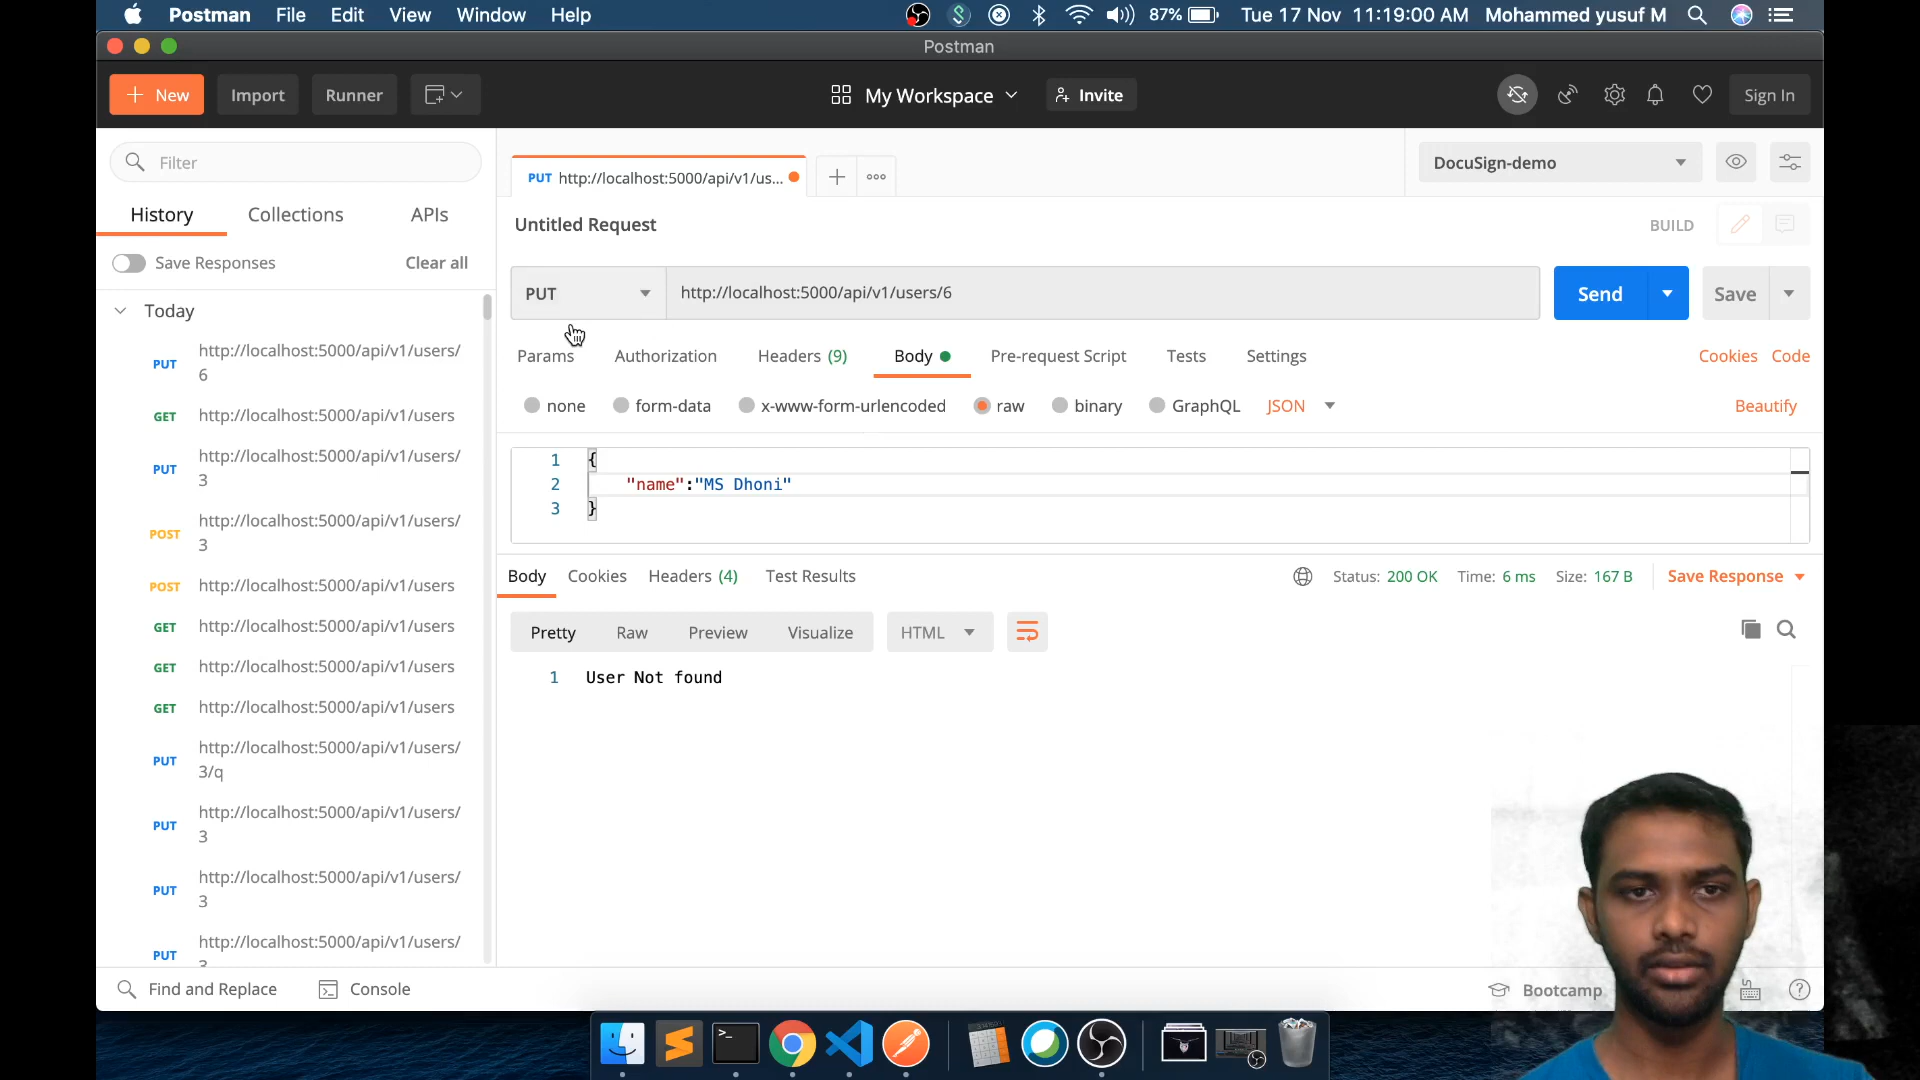 Postman File Edit View Window Help 87% Tue 17 Nov 11:19:00 AM Mohammed yusuf M
Postman
+ New Import Runner My Workspace Invite Sign In
Filter
PUT http://localhost:5000/api/v1/us... DocuSign-demo
History Collections APIs
Untitled Request BUILD
Save Responses Clear all
PUT http://localhost:5000/api/v1/users/6 Send Save
Params Authorization Headers (9) Body Pre-request Script Tests Settings Cookies Code
none form-data x-www-form-urlencoded raw binary GraphQL JSON Beautify
1 {
2 "name":"MS Dhoni"
3 }
Today
PUT http://localhost:5000/api/v1/users/
6
GET http://localhost:5000/api/v1/users
PUT http://localhost:5000/api/v1/users/
3
POST http://localhost:5000/api/v1/users/
3
POST http://localhost:5000/api/v1/users
GET http://localhost:5000/api/v1/users
GET http://localhost:5000/api/v1/users
GET http://localhost:5000/api/v1/users
PUT http://localhost:5000/api/v1/users/
3/q
PUT http://localhost:5000/api/v1/users/
3
PUT http://localhost:5000/api/v1/users/
3
PUT http://localhost:5000/api/v1/users/
3
Body Cookies Headers (4) Test Results Status: 200 OK Time: 6 ms Size: 167 B Save Response
Pretty Raw Preview Visualize HTML
1 User Not found
Find and Replace Console Bootcamp